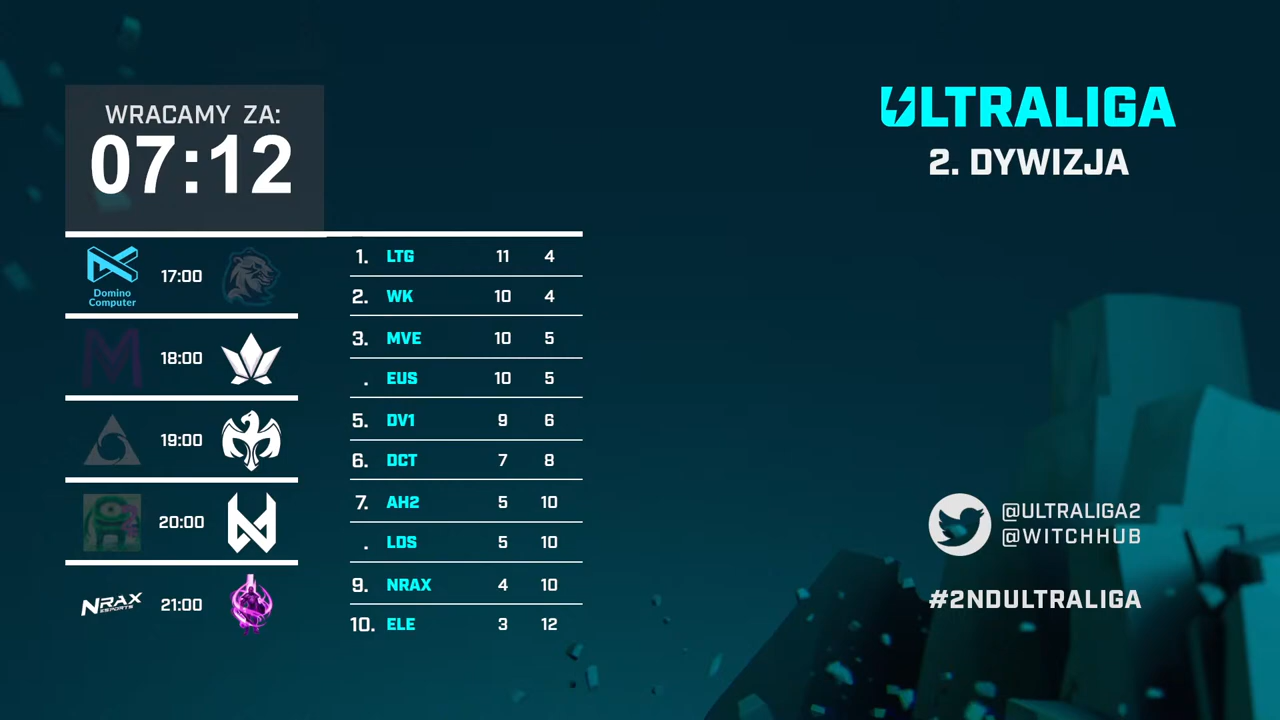 WRACAMY ZA:
07:12
ULTRALIGA
2. DYWIZJA
Domino
Computer
17:00
18:00
19:00
20:00
NRAX
ESPORTS
21:00
1. LTG 11 4
2. WK 10 4
3. MVE 10 5
. EUS 10 5
5. DV1 9 6
6. DCT 7 8
7. AH2 5 10
. LDS 5 10
9. NRAX 4 10
10. ELE 3 12
@ULTRALIGA2
@WITCHHUB
#2NDULTRALIGA